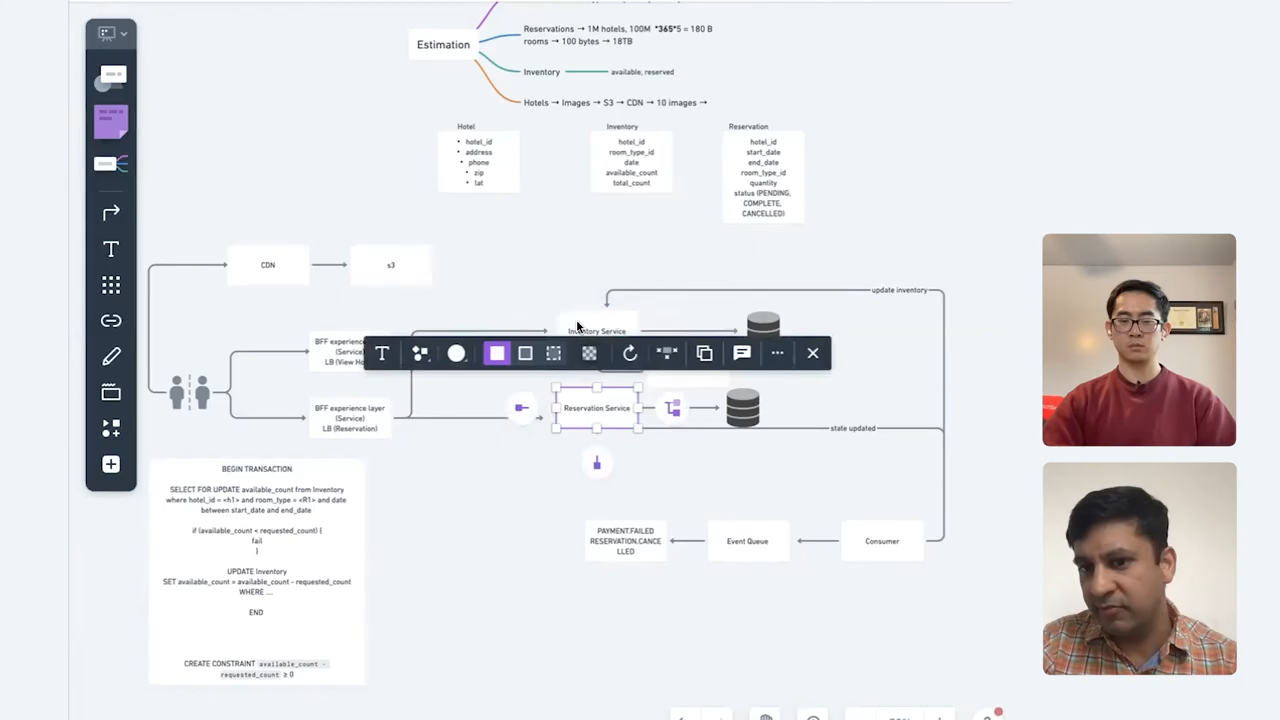 Reservations → 1M hotels, 100M *365*5 = 180 B
rooms → 100 bytes → 18TB
Estimation
Inventory
available, reserved
Hotels → Images → S3 → CDN → 10 images →
Hotel
• hotel_id
• address
• phone
• zip
• lat
Inventory
hotel_id
room_type_id
date
available_count
total_count
Reservation
hotel_id
start_date
end_date
room_type_id
quantity
status (PENDING,
COMPLETE,
CANCELLED)
CDN
s3
update inventory
Inventory Service
BFF experience
(Service)
LB (View
T
BFF experience layer
(Service)
LB (Reservation)
Reservation Service
state updated
BEGIN TRANSACTION
SELECT FOR UPDATE available_count from Inventory
where hotel_id = <h1> and room_type = <R1> and date
between start_date and end_date
if (available_count < requested_count) {
fail
}
UPDATE Inventory
SET available_count = available_count - requested_count
WHERE ...
END
CREATE CONSTRAINT available_count -
requested_count ≥ 0
PAYMENT.FAILED
RESERVATION.CANCE
LLED
Event Queue
Consumer
T